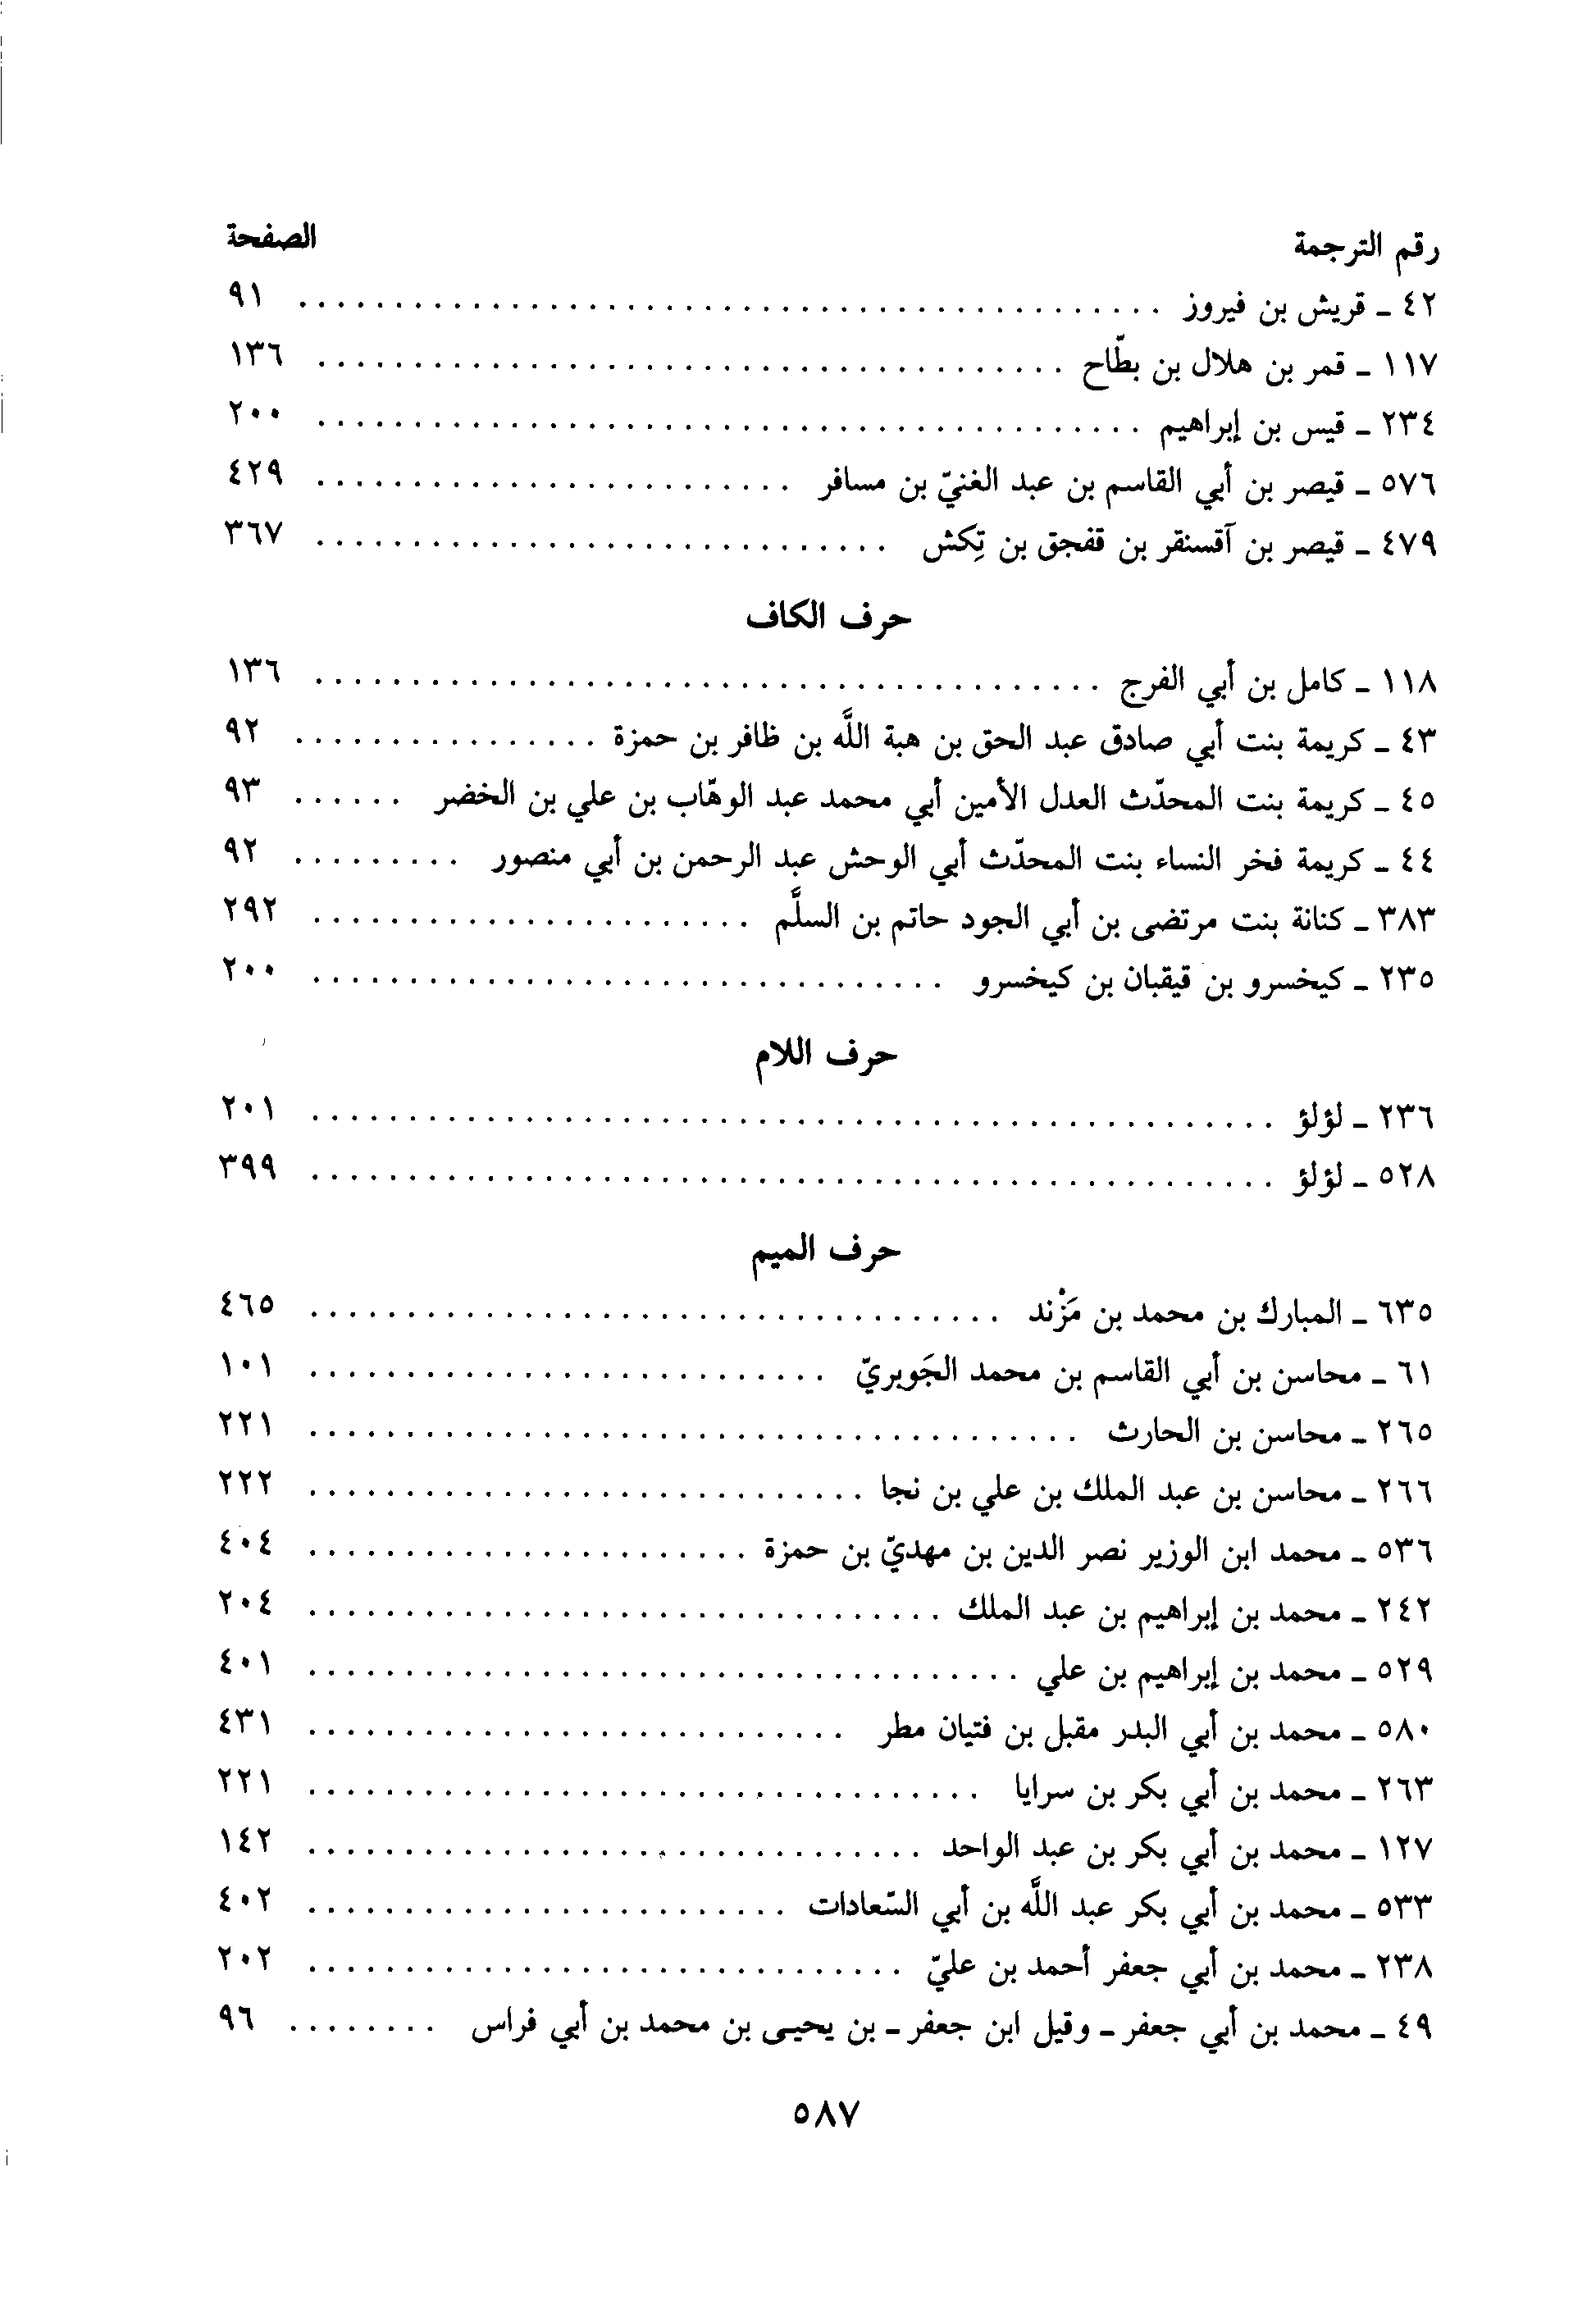 رقم الترجمة الصفحة
٤٢ - قريش بن فيروز ........ ٩١
١١٧ - قمر بن هلال بن بطّاح ........ ١٣٦
٢٣٤ - قيس بن إبراهيم ........ ٢٠٠
٥٧٦ - قيصر بن أبي القاسم بن عبد الغنيّ بن مسافر ........ ٤٢٩
٤٧٩ - قيصر بن آقسنقر بن قفجق بن تِكش ........ ٣٦٧
حرف الكاف
١١٨ - كامل بن أبي الفرج ........ ١٣٦
٤٣ - كريمة بنت أبي صادق عبد الحق بن هبة اللَّه بن ظافر بن حمزة ........ ٩٢
٤٥ - كريمة بنت المحدّث العدل الأمين أبي محمد عبد الوهّاب بن علي بن الخضر ...... ٩٣
٤٤ - كريمة فخر النساء بنت المحدّث أبي الوحش عبد الرحمن بن أبي منصور ........ ٩٢
٣٨٣ - كنانة بنت مرتضى بن أبي الجود حاتم بن السلَّم ........ ٢٩٢
٢٣٥ - كيخسرو بن قيقبان بن كيخسرو ........ ٢٠٠
حرف اللام
٢٣٦ - لؤلؤ ........ ٢٠١
٥٢٨ - لؤلؤ ........ ٣٩٩
حرف الميم
٦٣٥ - المبارك بن محمد بن مَزْند ........ ٤٦٥
٦١ - محاسن بن أبي القاسم بن محمد الجَوبريّ ........ ١٠١
٢٦٥ - محاسن بن الحارث ........ ٢٢١
٢٦٦ - محاسن بن عبد الملك بن علي بن نجا ........ ٢٢٢
٥٣٦ - محمد ابن الوزير نصر الدين بن مهديّ بن حمزة ........ ٤٠٤
٢٤٢ - محمد بن إبراهيم بن عبد الملك ........ ٢٠٤
٥٢٩ - محمد بن إبراهيم بن علي ........ ٤٠١
٥٨٠ - محمد بن أبي البدر مقبل بن فتيان مطر ........ ٤٣١
٢٦٣ - محمد بن أبي بكر بن سرايا ........ ٢٢١
١٢٧ - محمد بن أبي بكر بن عبد الواحد ........ ١٤٢
٥٣٣ - محمد بن أبي بكر عبد اللَّه بن أبي السّعادات ........ ٤٠٢
٢٣٨ - محمد بن أبي جعفر أحمد بن عليّ ........ ٢٠٢
٤٩ - محمد بن أبي جعفر - وقيل ابن جعفر - بن يحيى بن محمد بن أبي فراس ........ ٩٦
٥٨٧